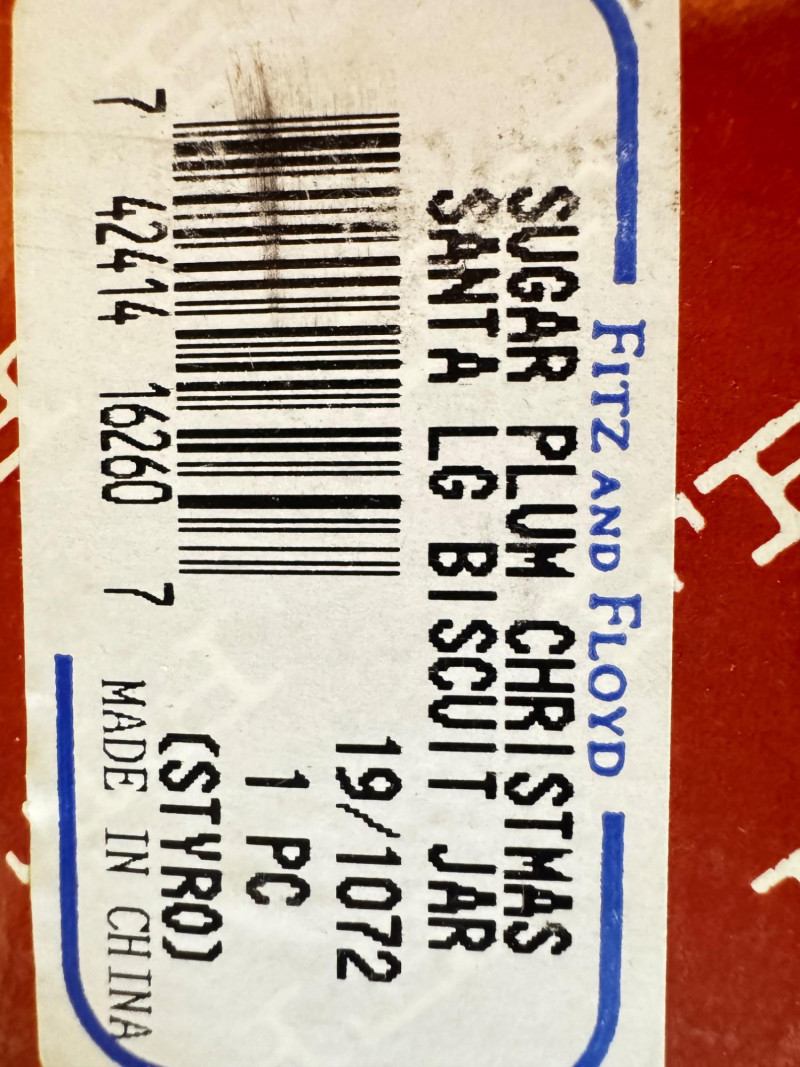 FITZ AND FLOYD
SUGAR PLUM CHRISTMAS
SANTA LG BISCUIT JAR
19/1072
1 PC
(STYRO)
7 42414 16260 7
MADE IN CHINA